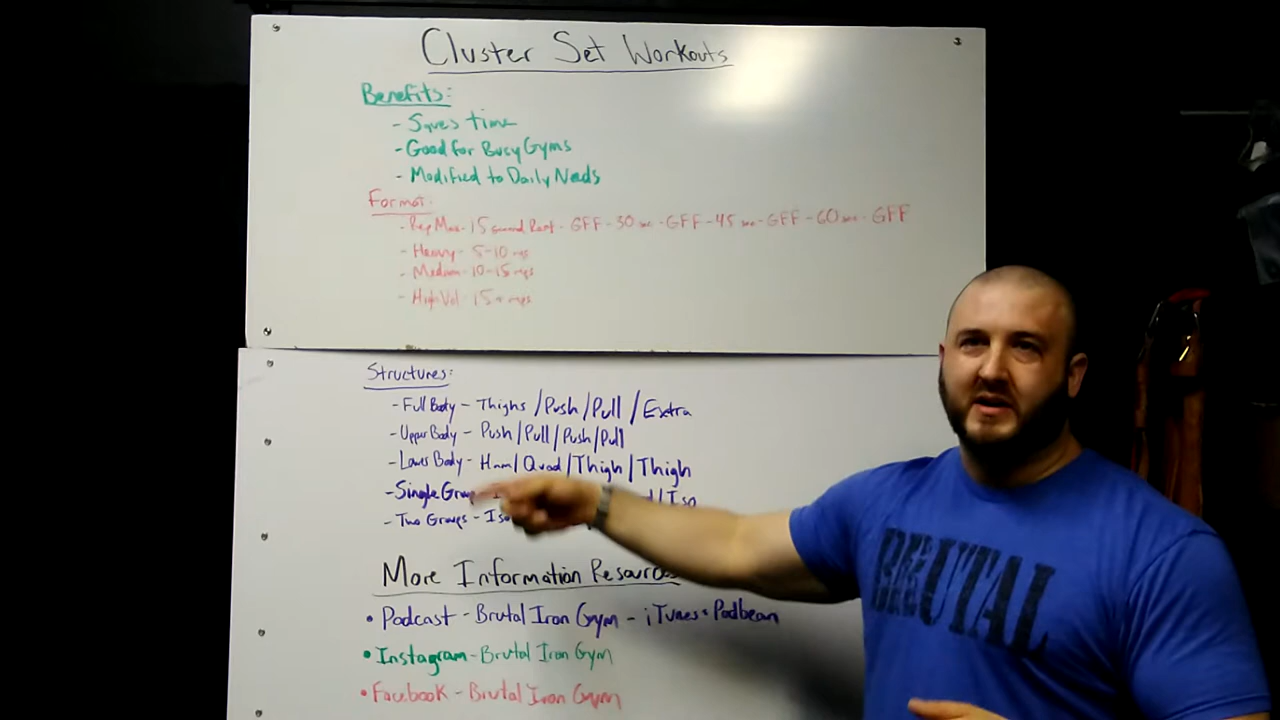 Cluster Set Workouts
Benefits:
- Saves time
- Good for Busy Gyms
- Modified to Daily Needs
Format:
- Rep Max - 15 second Rest - GFF - 30 sec - GFF - 45 sec - GFF - 60 sec - GFF
- Heavy - 5-10 reps
- Medium - 10-15 reps
- High Vol - 15+ reps
Structures:
- Full Body - Thighs / Push / Pull / Extra
- Upper Body - Push / Pull / Push / Pull
- Lower Body - Ham / Quad / Thigh / Thigh
- Single Group / Iso
- Two Groups - Iso
More Information Resources
• Podcast - Brutal Iron Gym - iTunes + Podbean
• Instagram - Brutal Iron Gym
• Facebook - Brutal Iron Gym
BRUTAL